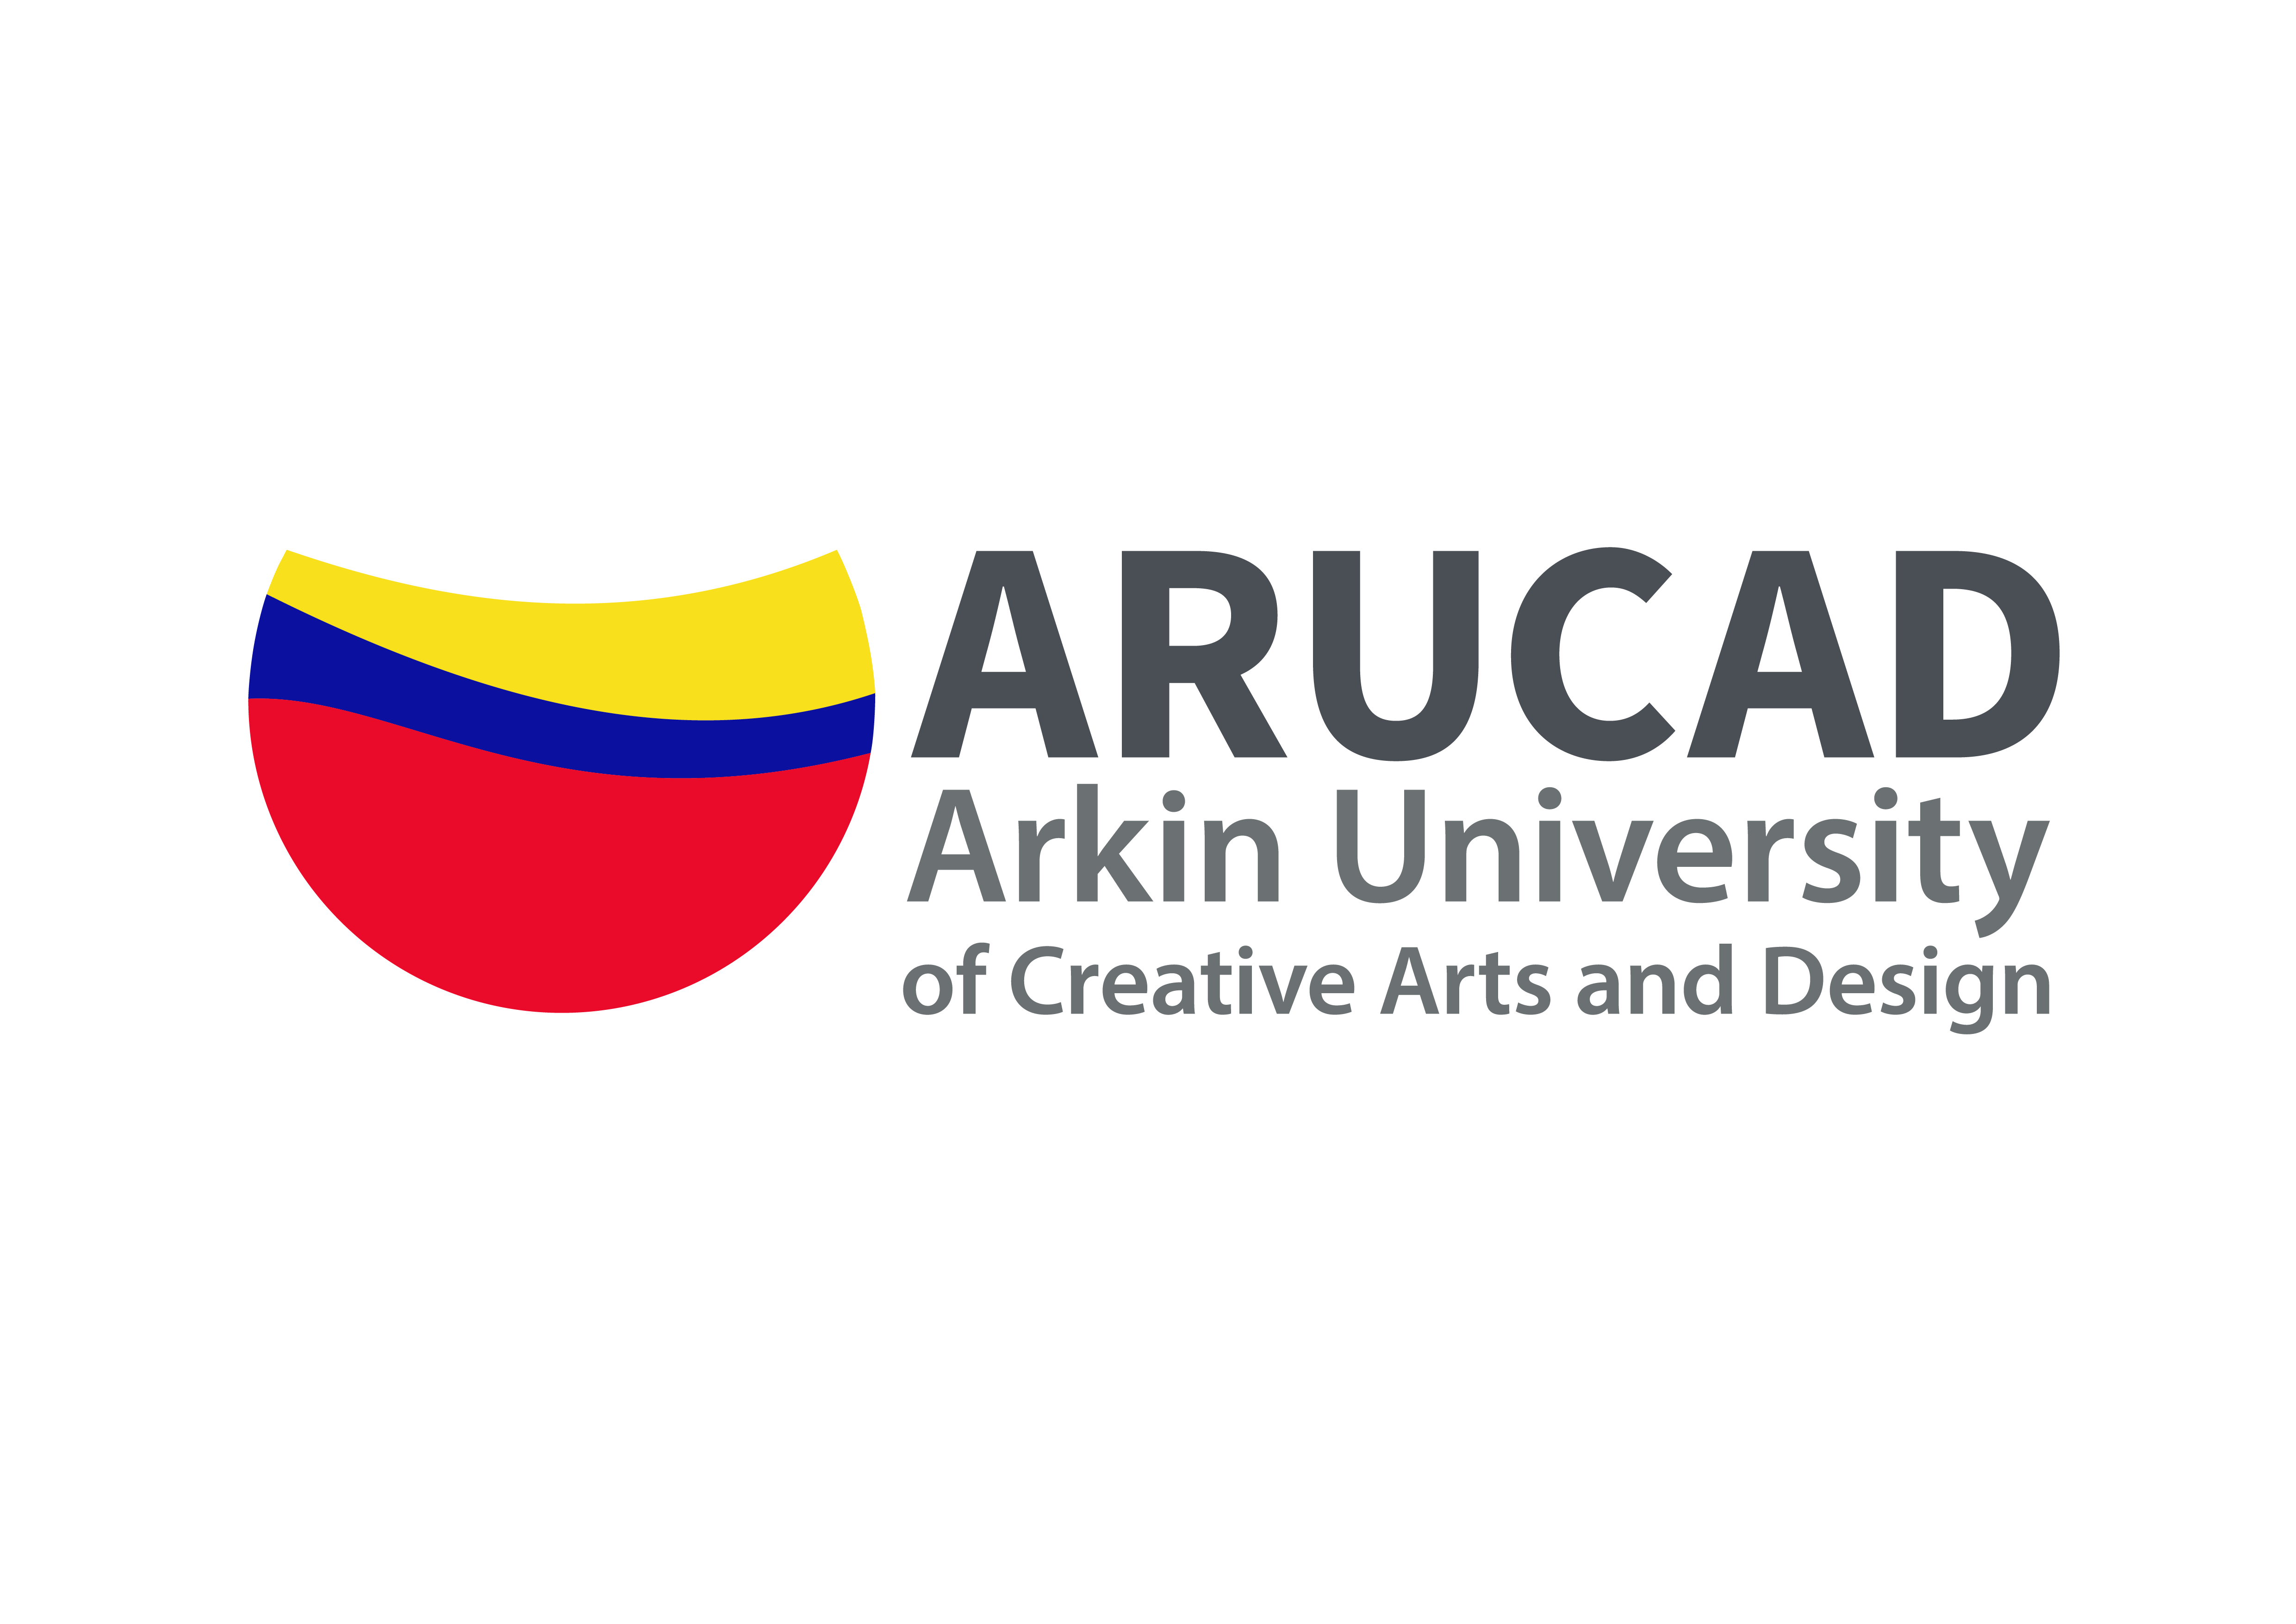 ARUCAD
Arkin University
of Creative Arts and Design